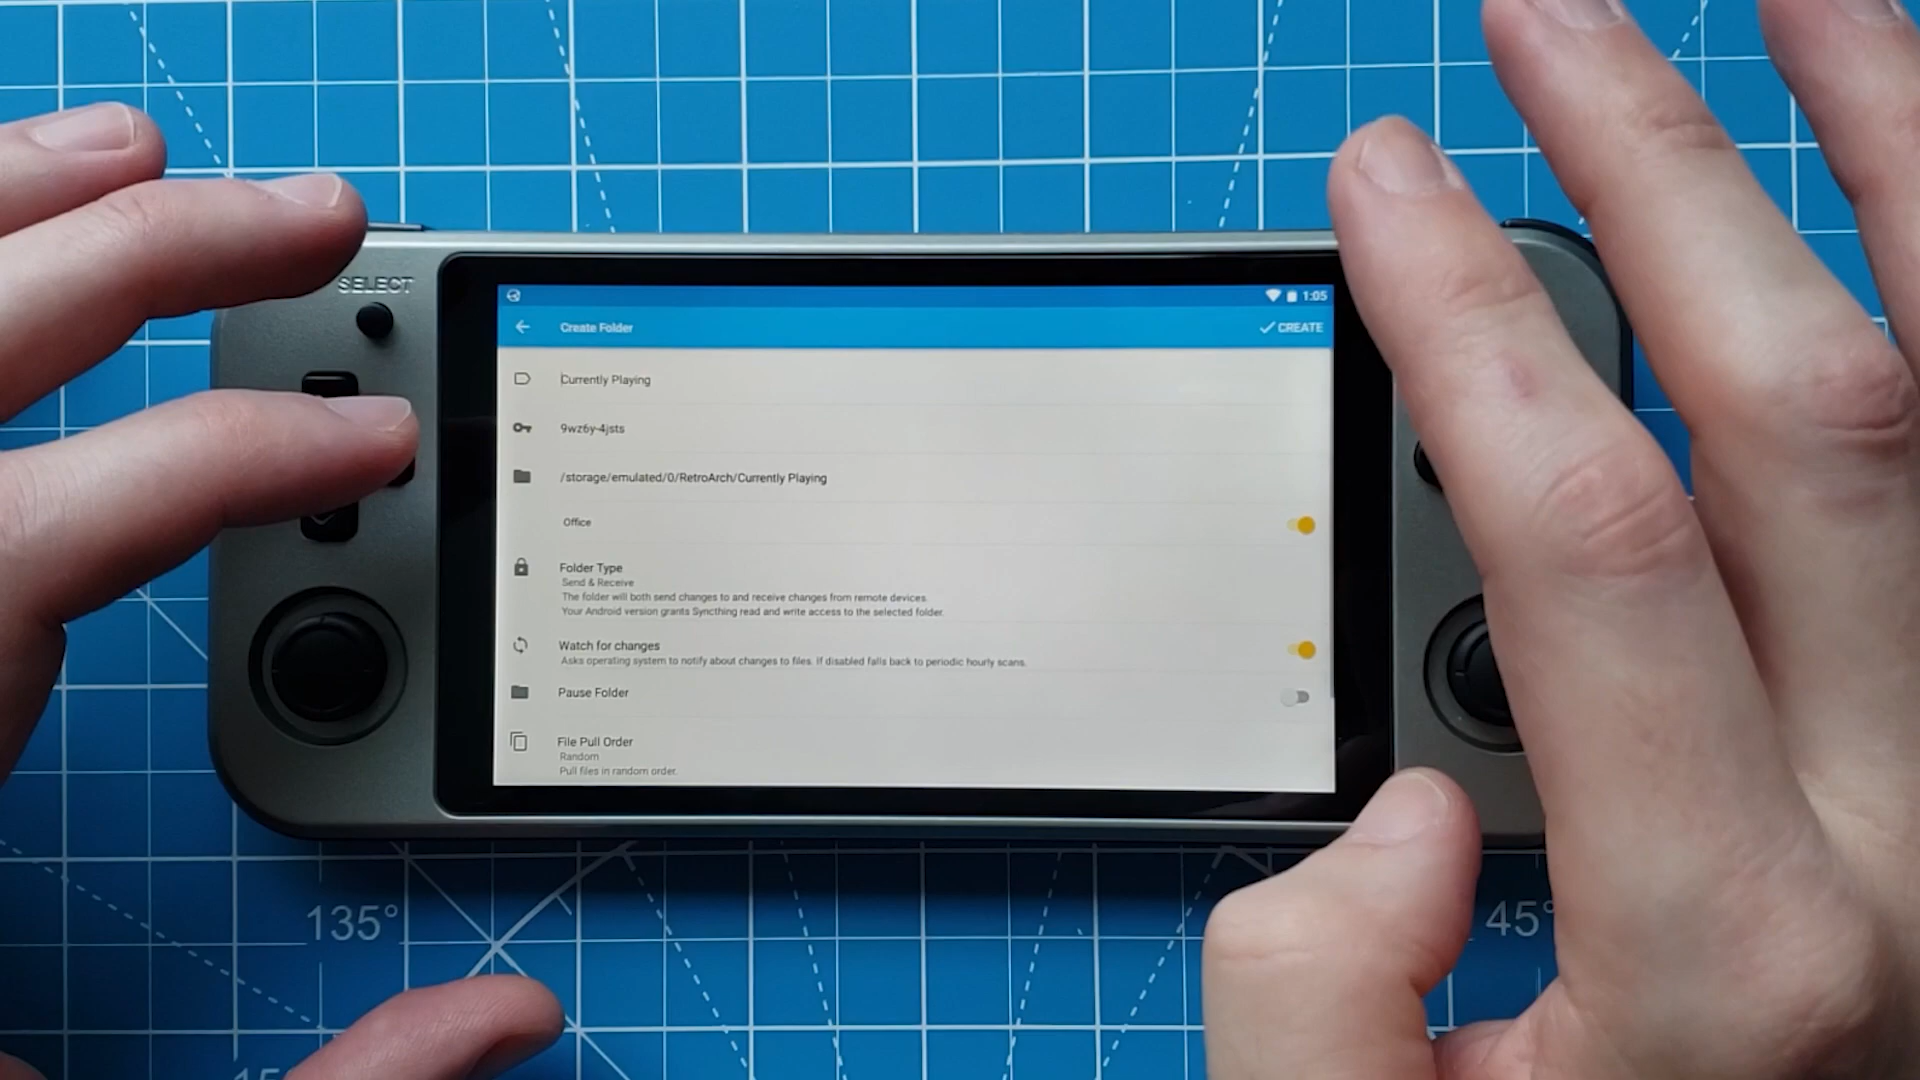 SELECT
1:05
Create Folder
CREATE
Currently Playing
9wz6y-4jsts
/storage/emulated/0/RetroArch/Currently Playing
Office
Folder Type
Send & Receive
The folder will both send changes to and receive changes from remote devices.
Your Android version grants Syncthing read and write access to the selected folder.
Watch for changes
Asks operating system to notify about changes to files. If disabled falls back to periodic hourly scans.
Pause Folder
File Pull Order
Random
Pull files in random order.
135°
45°